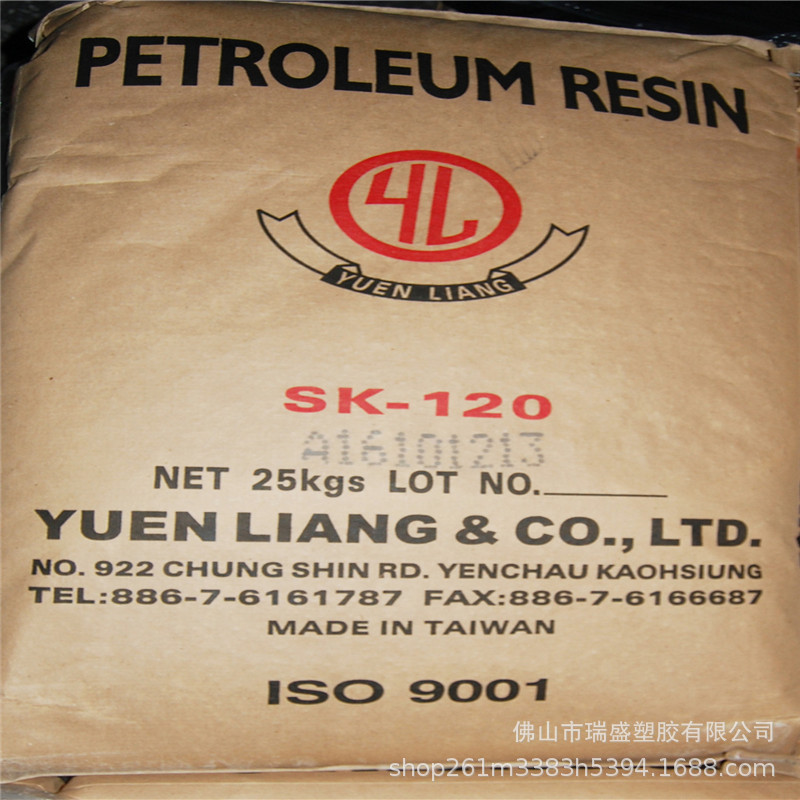 PETROLEUM RESIN
YL
YUEN LIANG
SK-120
A16101213
NET 25kgs LOT NO.
YUEN LIANG & CO., LTD.
NO. 922 CHUNG SHIN RD. YENCHAU KAOHSIUNG
TEL:886-7-6161787 FAX:886-7-6166687
MADE IN TAIWAN
ISO 9001
佛山市瑞盛塑胶有限公司
shop261m3383h5394.1688.com